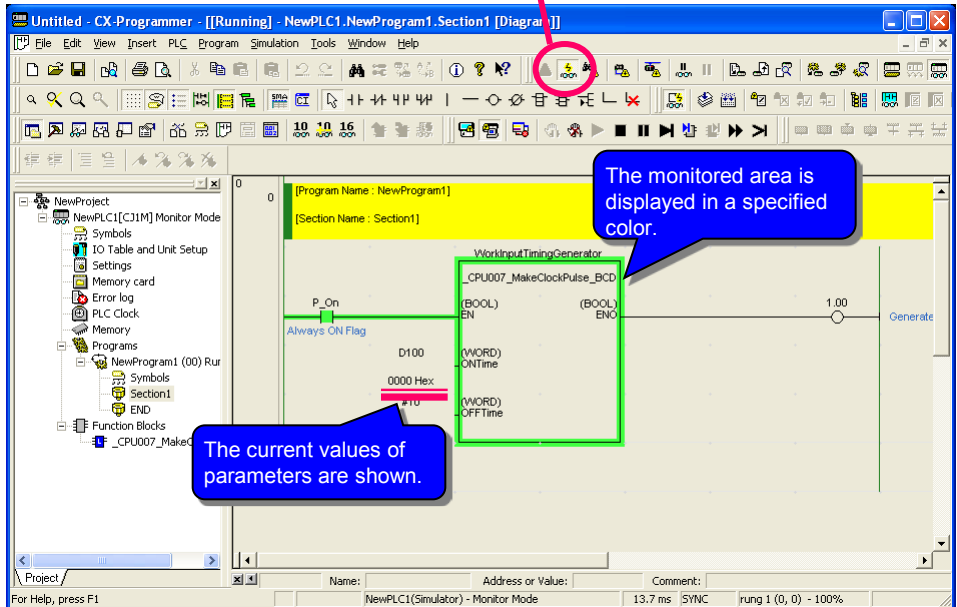 Untitled - CX-Programmer - [[Running] - NewPLC1.NewProgram1.Section1 [Diagram]]
File Edit View Insert PLC Program Simulation Tools Window Help
10 10 16
NewProject
NewPLC1[CJ1M] Monitor Mode
Symbols
IO Table and Unit Setup
Settings
Memory card
Error log
PLC Clock
Memory
Programs
NewProgram1 (00) Rur
Symbols
Section1
END
Function Blocks
_CPU007_MakeC
Project
0
0
[Program Name : NewProgram1]
[Section Name : Section1]
The monitored area is
displayed in a specified
color.
WorkInputTimingGenerator
_CPU007_MakeClockPulse_BCD
P_On
(BOOL) (BOOL)
EN ENO
1.00
Always ON Flag
Generate
D100 (WORD)
ONTime
0000 Hex
#10 (WORD)
OFFTime
The current values of
parameters are shown.
Name: Address or Value: Comment:
For Help, press F1 NewPLC1(Simulator) - Monitor Mode 13.7 ms SYNC rung 1 (0, 0) - 100%